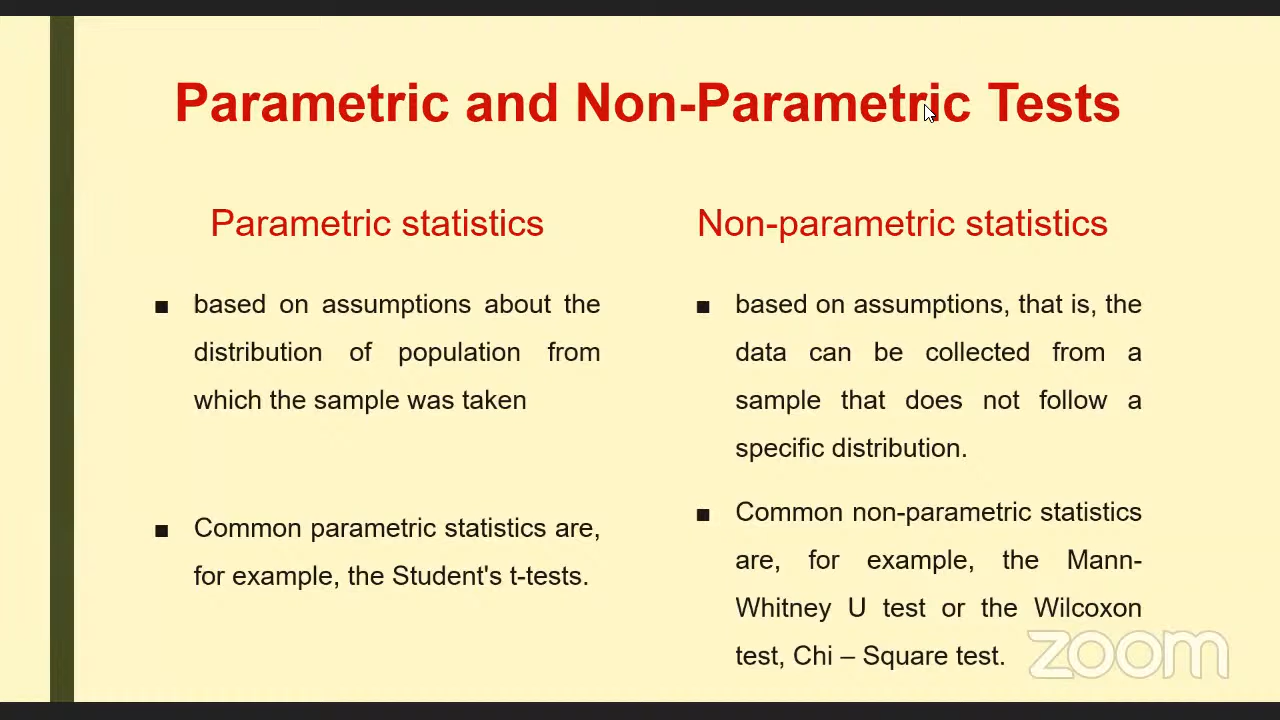 Parametric and Non-Parametric Tests
Parametric statistics
■ based on assumptions about the
distribution of population from
which the sample was taken
■ Common parametric statistics are,
for example, the Student's t-tests.
Non-parametric statistics
■ based on assumptions, that is, the
data can be collected from a
sample that does not follow a
specific distribution.
■ Common non-parametric statistics
are, for example, the Mann-
Whitney U test or the Wilcoxon
test, Chi – Square test.
zoom